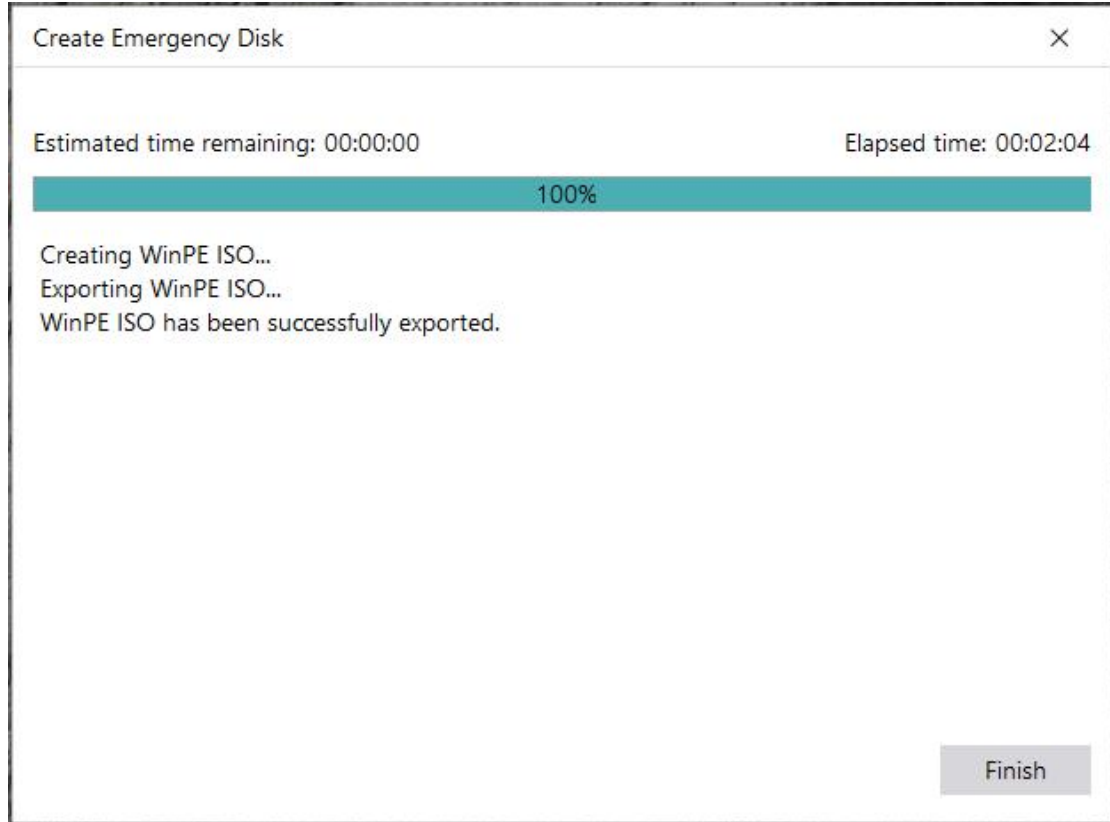 Create Emergency Disk
Estimated time remaining: 00:00:00
Elapsed time: 00:02:04
100%
Creating WinPE ISO...
Exporting WinPE ISO...
WinPE ISO has been successfully exported.
Finish